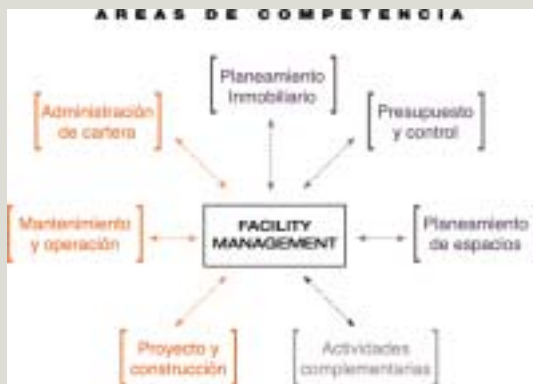 AREAS DE COMPETENCIA
Planeamiento
Inmobiliario
Administración
de cartera
Presupuesto
y control
Mantenimiento
y operación
FACILITY
MANAGEMENT
Planeamiento
de espacios
Proyecto y
construcción
Actividades
complementarias